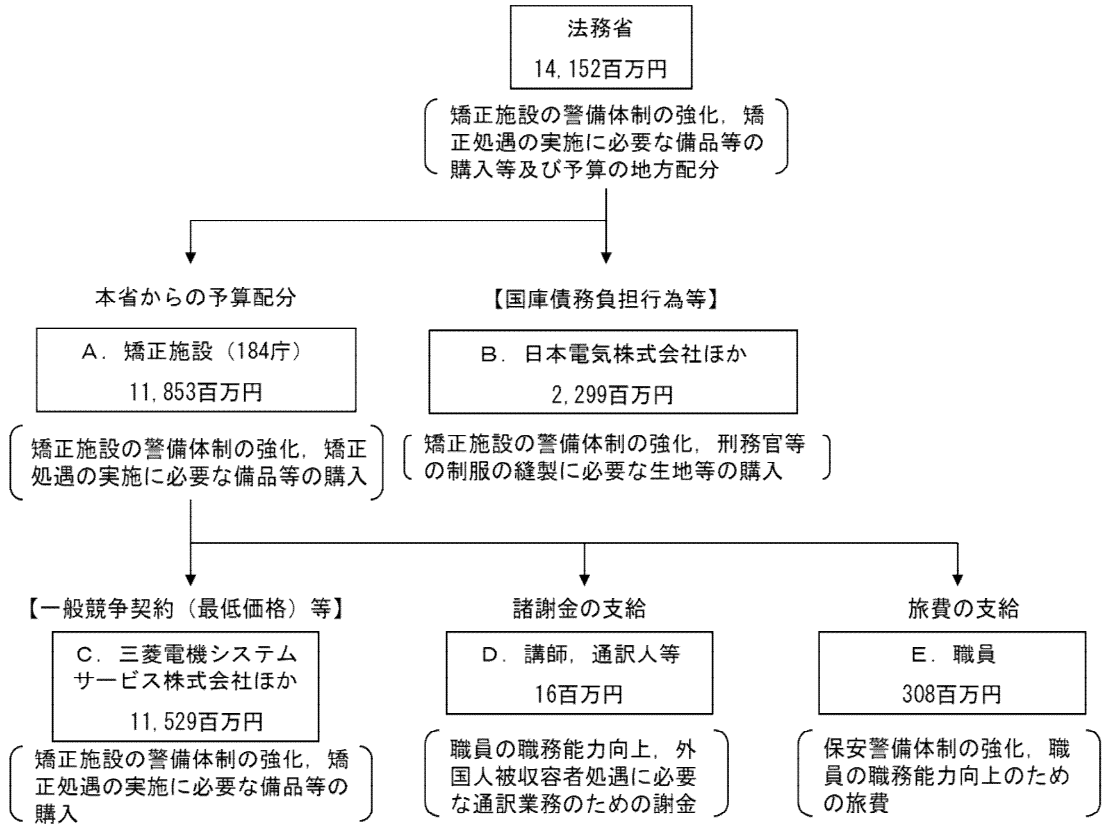 法務省
14,152百万円
矯正施設の警備体制の強化，矯
正処遇の実施に必要な備品等の
購入等及び予算の地方配分
本省からの予算配分
A．矯正施設（184庁）
11,853百万円
矯正施設の警備体制の強化，矯正
処遇の実施に必要な備品等の購入
【国庫債務負担行為等】
B．日本電気株式会社ほか
2,299百万円
矯正施設の警備体制の強化，刑務官等
の制服の縫製に必要な生地等の購入
【一般競争契約（最低価格）等】
C．三菱電機システム
サービス株式会社ほか
11,529百万円
矯正施設の警備体制の強化，矯
正処遇の実施に必要な備品等の
購入
諸謝金の支給
D．講師，通訳人等
16百万円
職員の職務能力向上，外
国人被収容者処遇に必要
な通訳業務のための謝金
旅費の支給
E．職員
308百万円
保安警備体制の強化，職
員の職務能力向上のため
の旅費